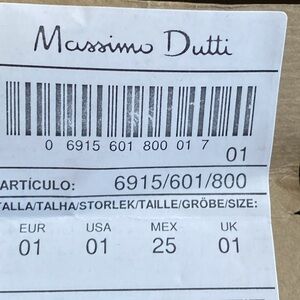 Massimo Dutti
0 6915 601 800 01 7
01
ARTÍCULO: 6915/601/800
TALLA/TALHA/STORLEK/TAILLE/GRÖBE/SIZE:
EUR USA MEX UK
01 01 25 01